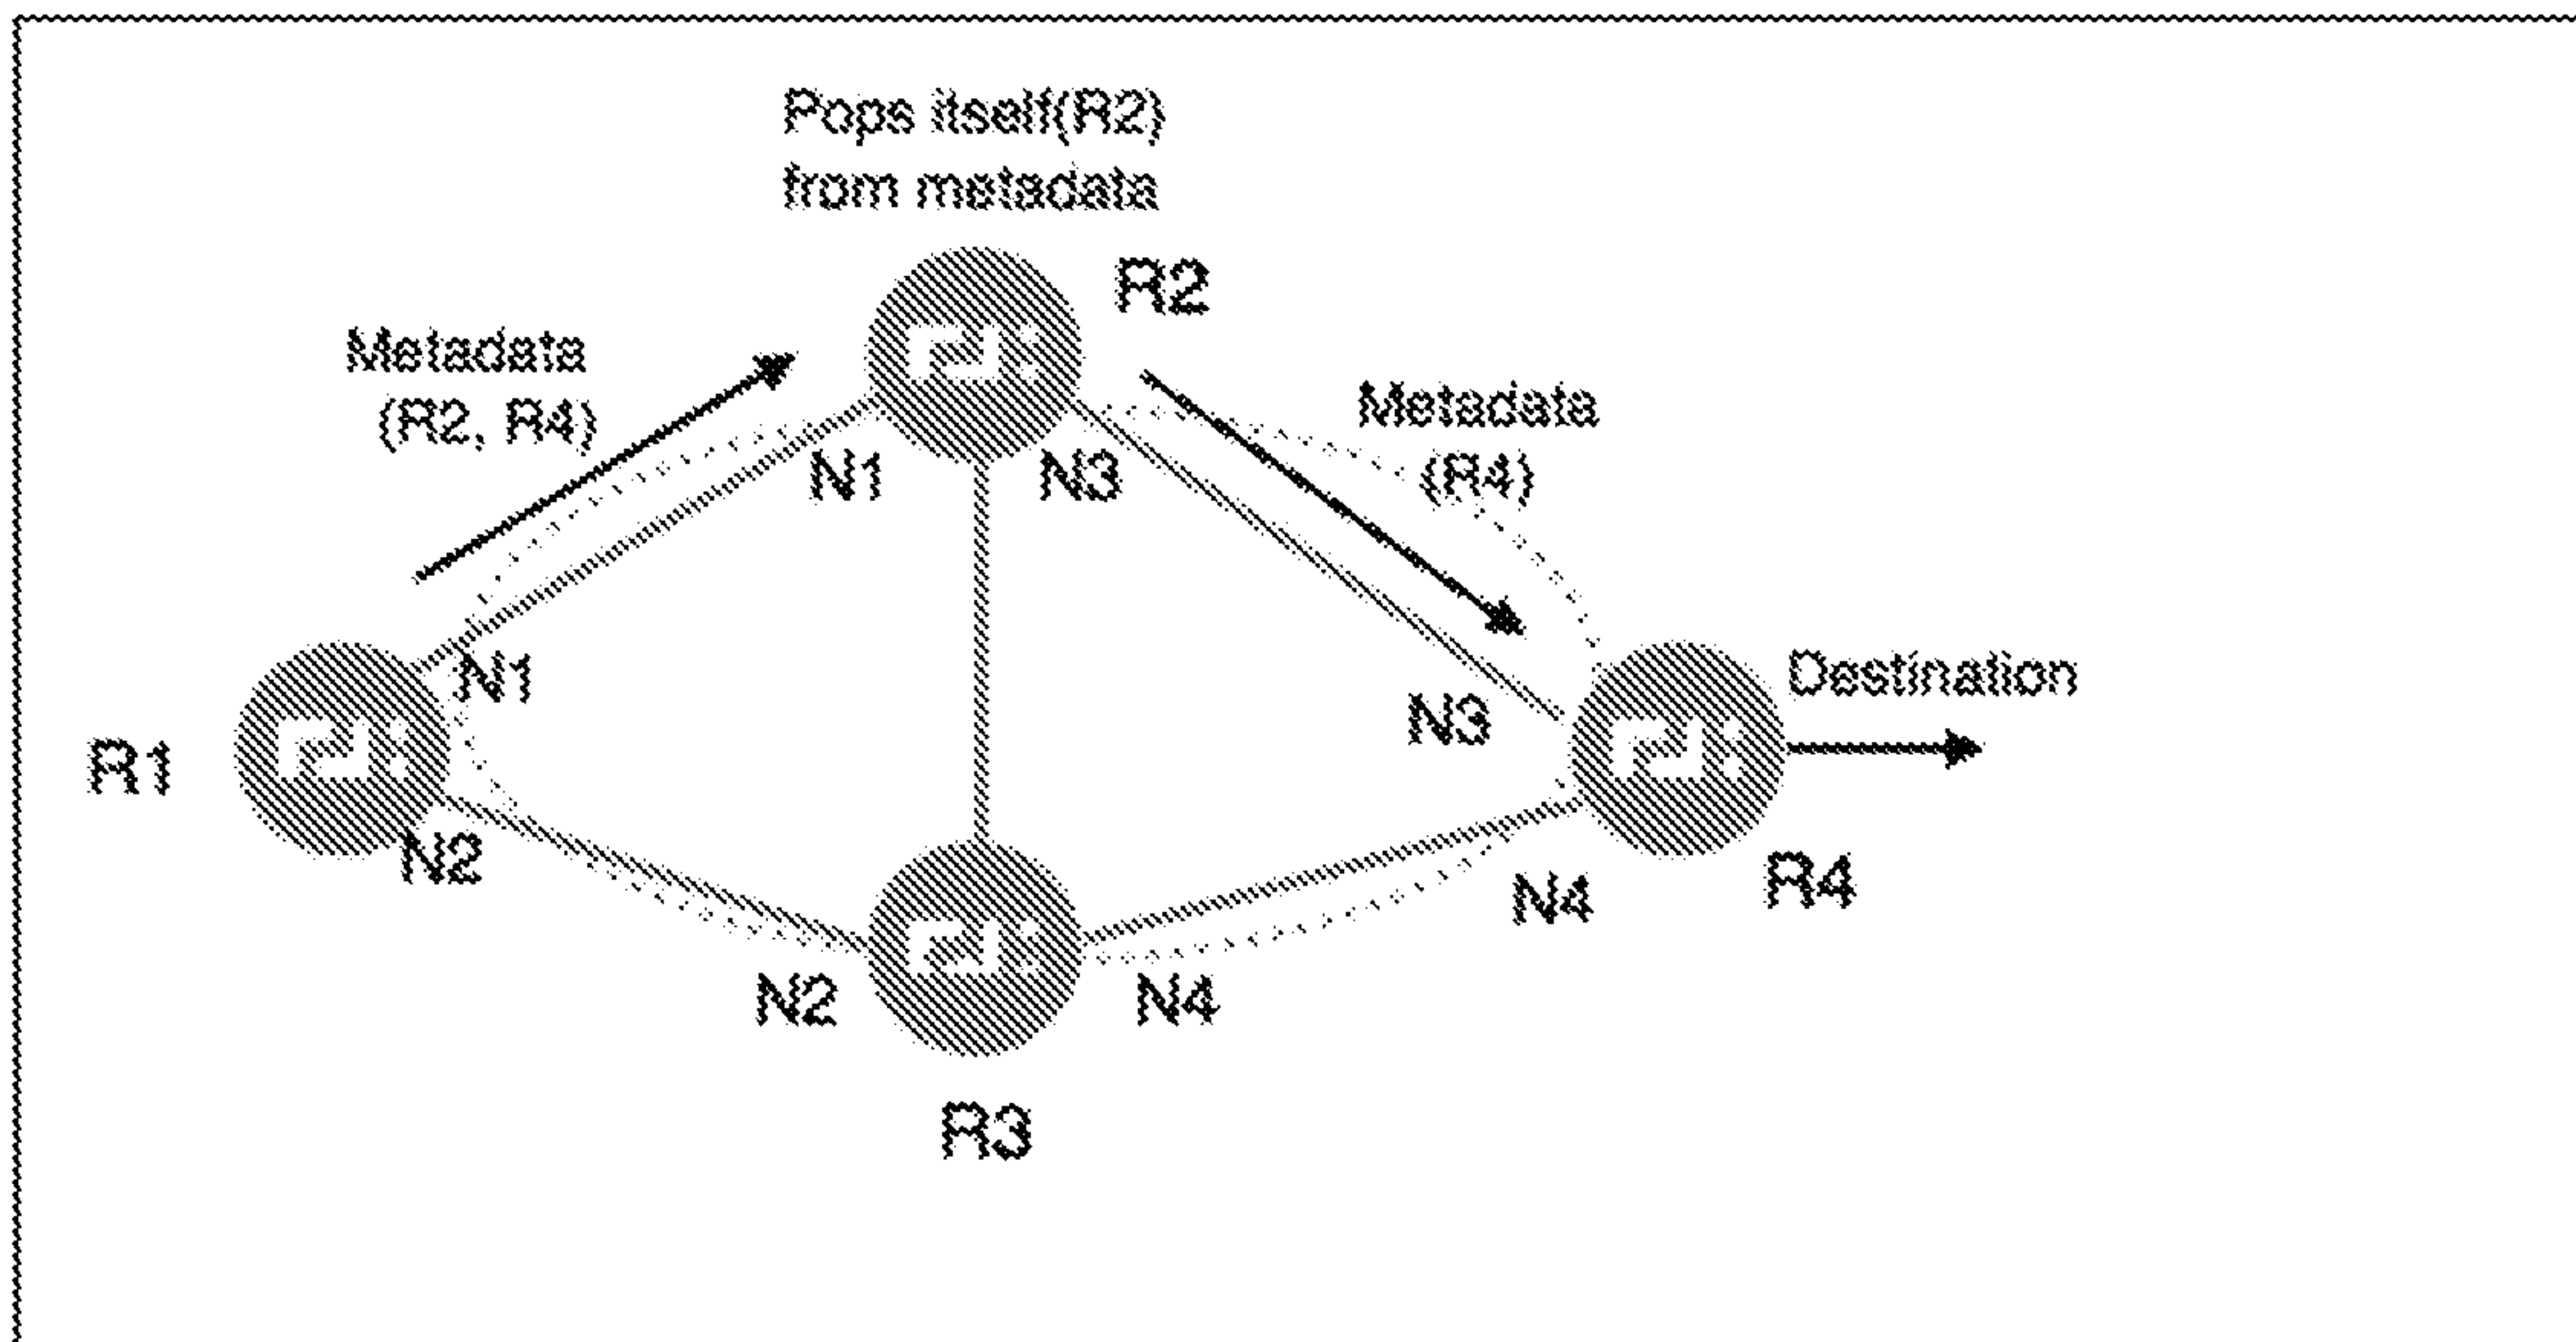 Pops itself(R2)
from metadata
R2
Metadata
(R2, R4)
Metadata
(R4)
N1
N3
N1
Destination
N3
R1
N2
N4
R4
N2
N4
R3